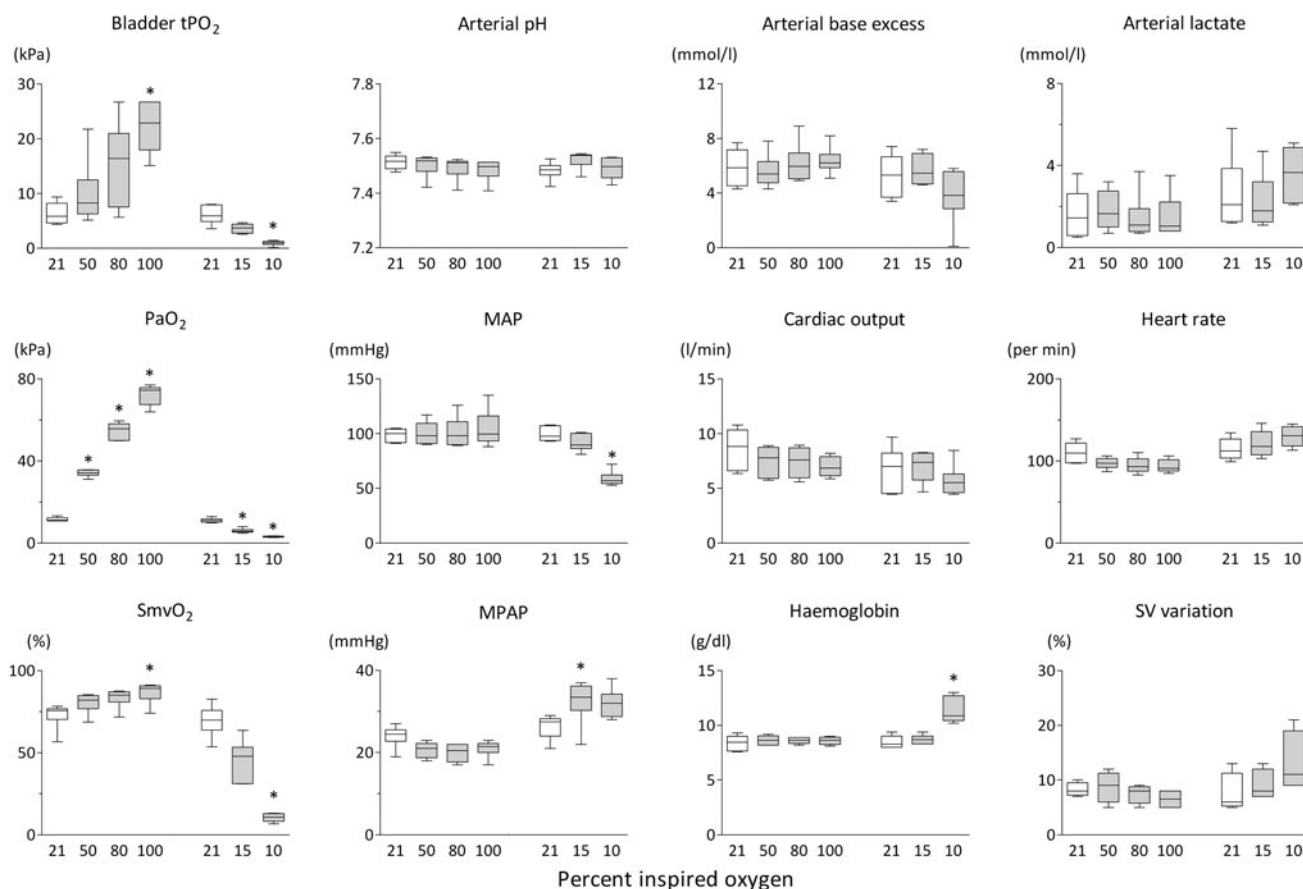 Bladder tPO₂ Arterial pH Arterial base excess Arterial lactate
(kPa) (mmol/l) (mmol/l)
30 7.8 12 8
*
20 7.6 8 6
4
10 7.4 4 2
*
0 7.2 0 0
21 50 80 100 21 15 10 21 50 80 100 21 15 10 21 50 80 100 21 15 10 21 50 80 100 21 15 10
PaO₂ MAP Cardiac output Heart rate
(kPa) (mmHg) (l/min) (per min)
80 150 15 200
* * *
40 100 10 100
50 5
* * *
0 0 0 0
21 50 80 100 21 15 10 21 50 80 100 21 15 10 21 50 80 100 21 15 10 21 50 80 100 21 15 10
SmvO₂ MPAP Haemoglobin SV variation
(%) (mmHg) (g/dl) (%)
100 40 15 30
* * *
50 20 10 20
5 10
*
0 0 0 0
21 50 80 100 21 15 10 21 50 80 100 21 15 10 21 50 80 100 21 15 10 21 50 80 100 21 15 10
Percent inspired oxygen